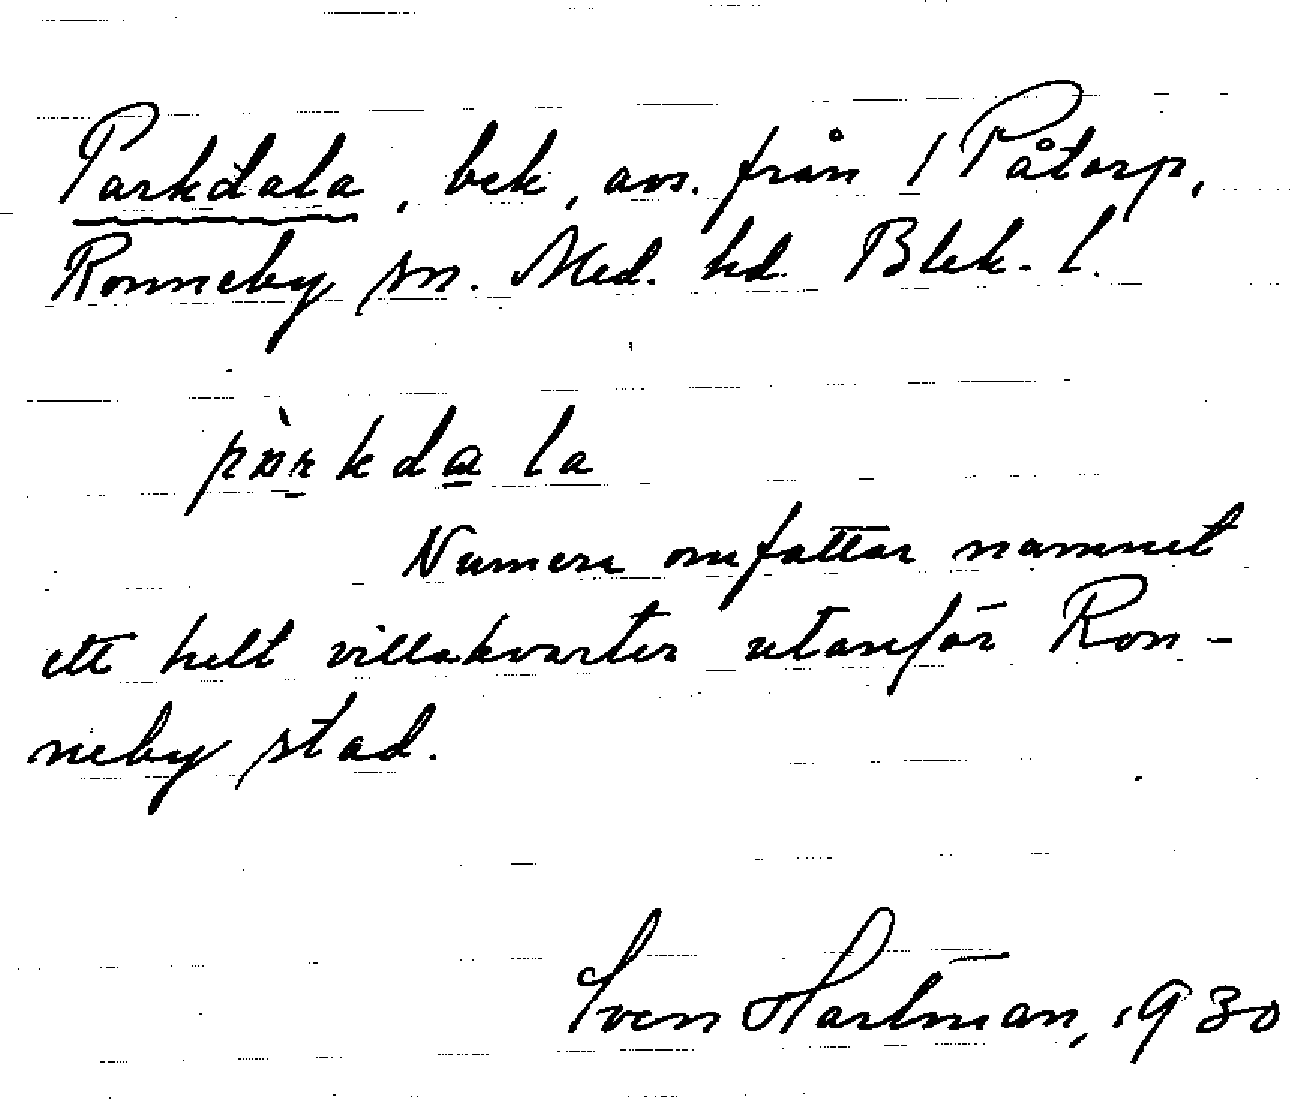 Parkdala, bek, avs. från 1 Påtorp,
Ronneby sn. Med. hd. Blek. l.
Numera omfattar namnet
ett helt villakvarter utanför Ron-
neby stad.
Sven Hartman, 1930